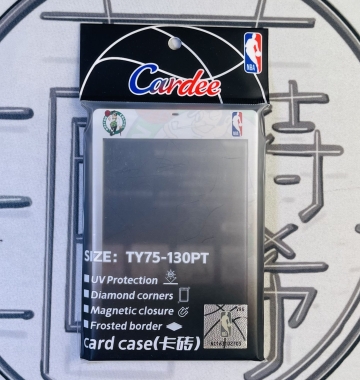 NBA
Cardee
SIZE: TY75-130PT
UV Protection
Diamond corners
Magnetic closure
Frosted border
card case(卡砖)